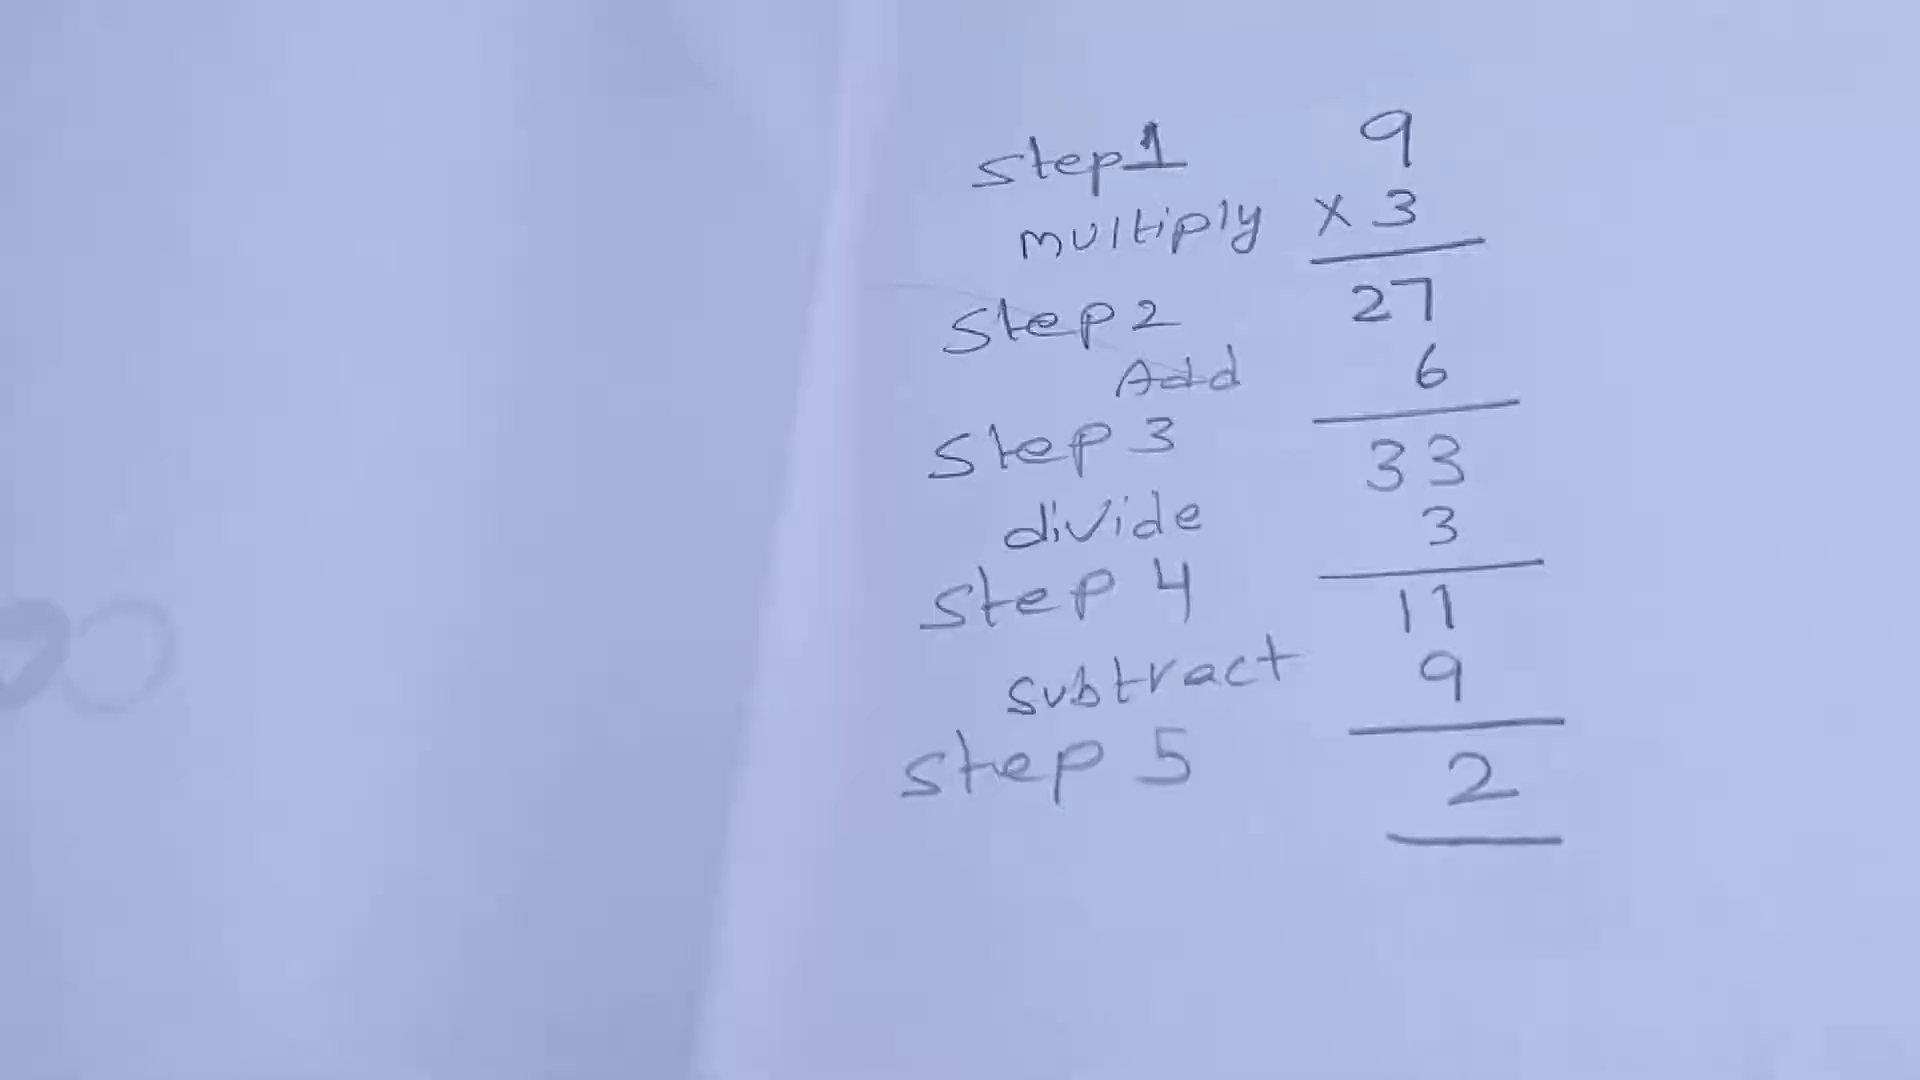 step 1 9
multiply x 3
27
step 2
Add 6
step 3 33
divide 3
step 4 11
subtract 9
step 5 2